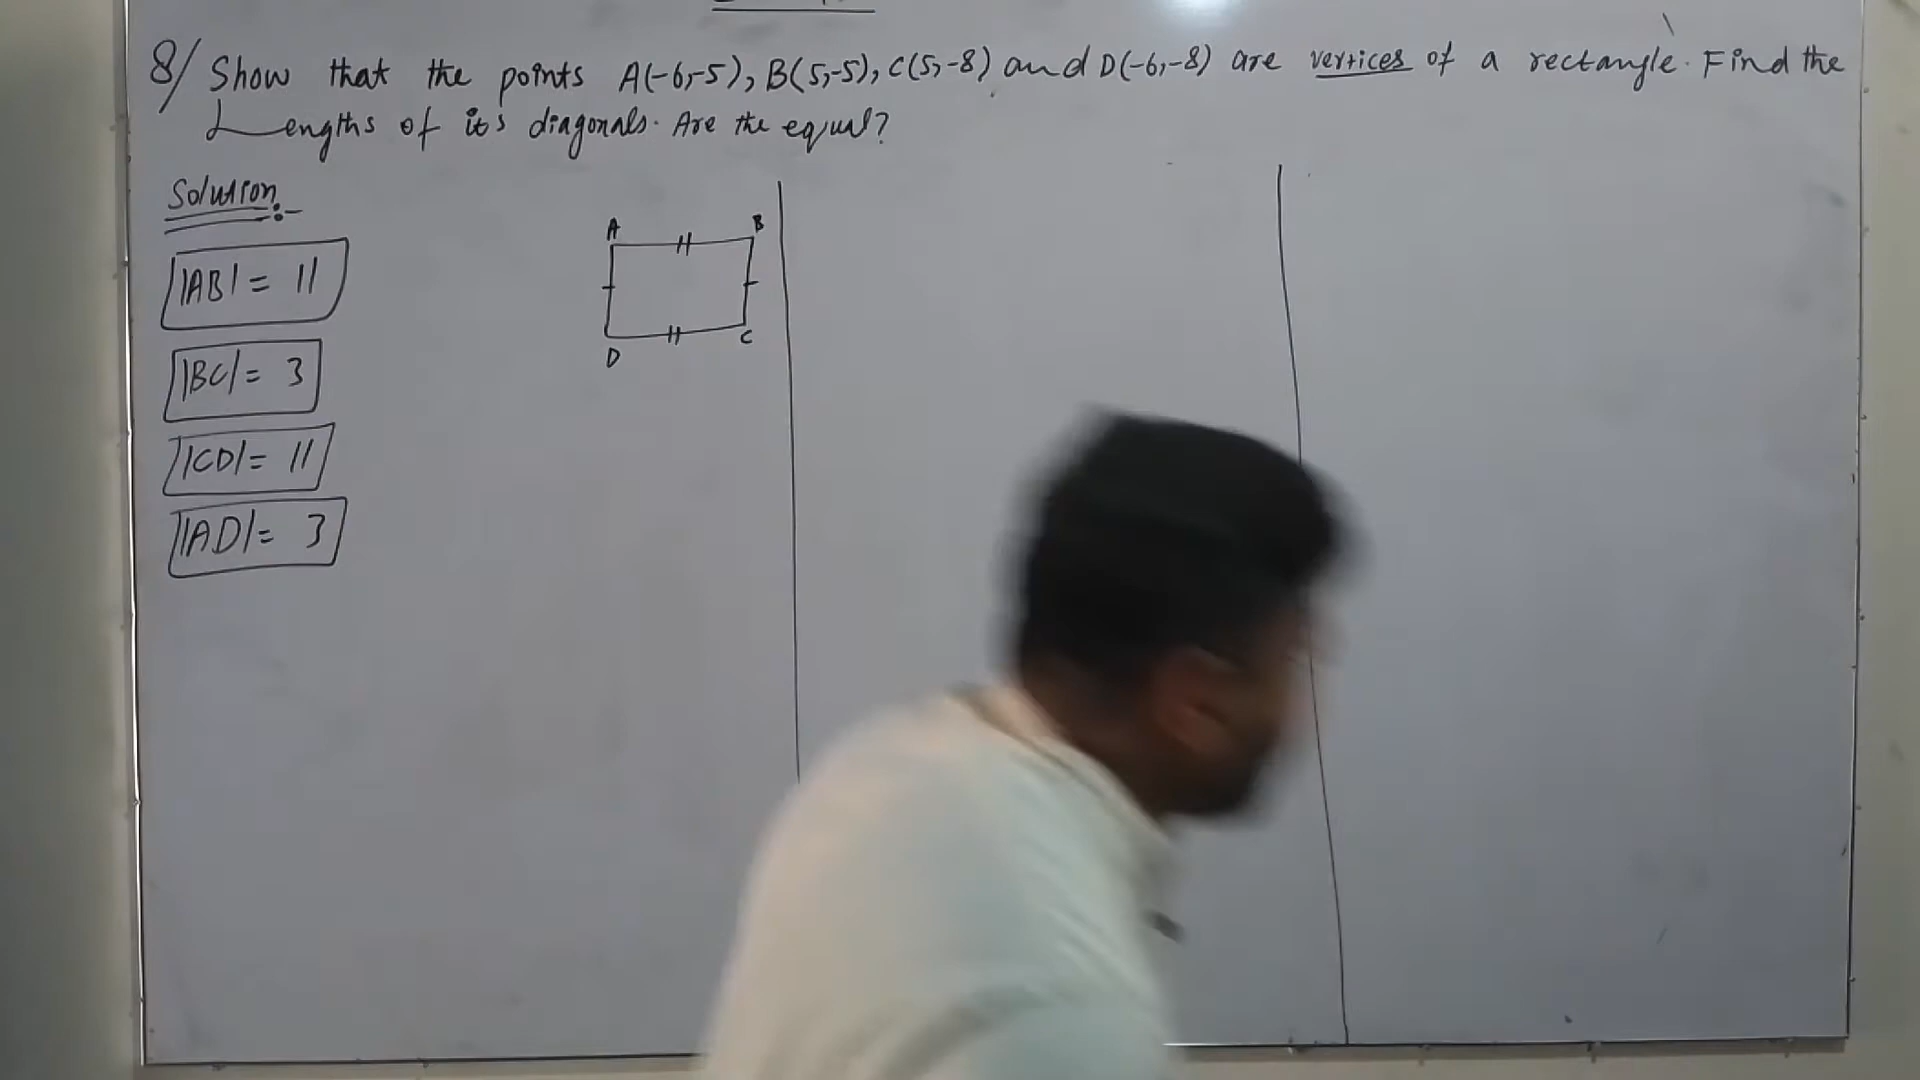 8/ Show that the points A(-6,-5), B(5,-5), C(5,-8) and D(-6,-8) are vertices of a rectangle. Find the
Lengths of it's diagonals. Are the equal?
Solution:-
A B
|AB| = 11
D C
|BC| = 3
|CD| = 11
|AD| = 3